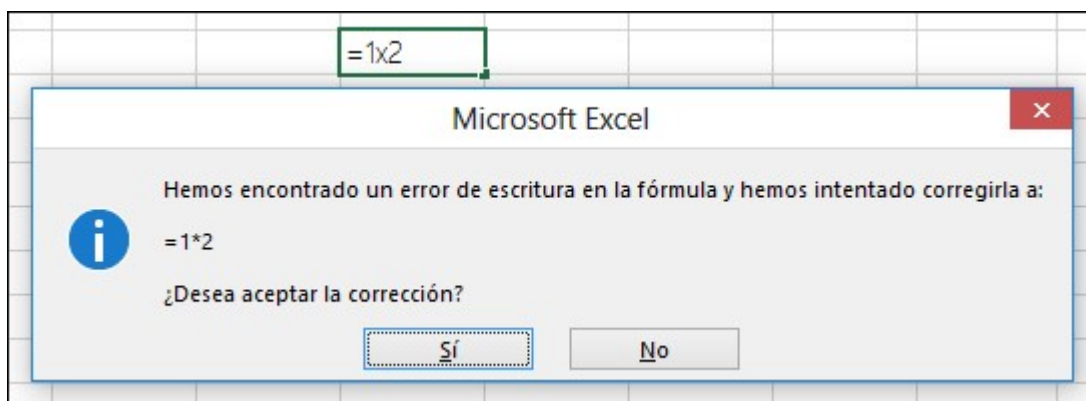 =1x2
Microsoft Excel
Hemos encontrado un error de escritura en la fórmula y hemos intentado corregirla a:
=1*2
¿Desea aceptar la corrección?
Sí No